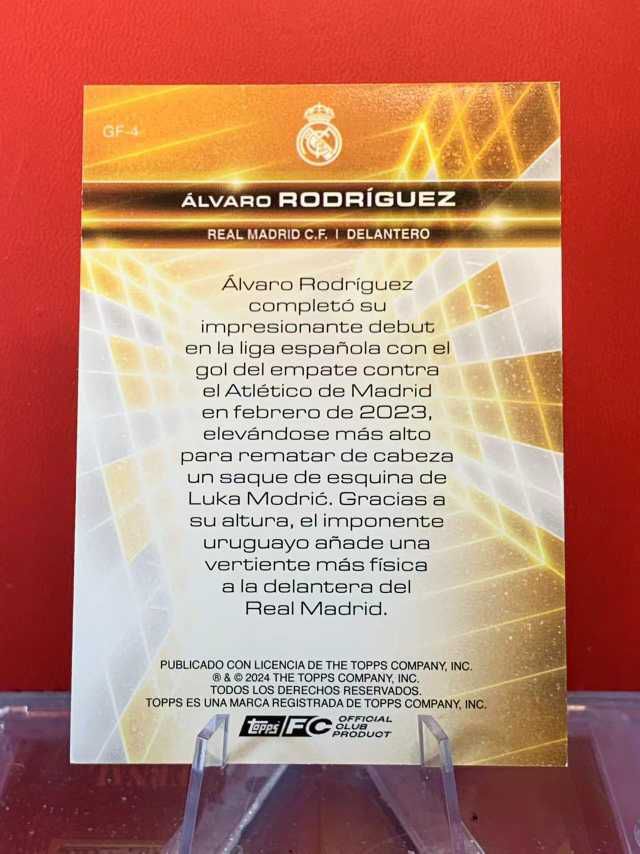 GF-4
ÁLVARO RODRÍGUEZ
REAL MADRID C.F. | DELANTERO
Álvaro Rodríguez
completó su
impresionante debut
en la liga española con el
gol del empate contra
el Atlético de Madrid
en febrero de 2023,
elevándose más alto
para rematar de cabeza
un saque de esquina de
Luka Modrić. Gracias a
su altura, el imponente
uruguayo añade una
vertiente más física
a la delantera del
Real Madrid.
PUBLICADO CON LICENCIA DE THE TOPPS COMPANY, INC.
® & © 2024 THE TOPPS COMPANY, INC.
TODOS LOS DERECHOS RESERVADOS.
TOPPS ES UNA MARCA REGISTRADA DE TOPPS COMPANY, INC.
Topps FC OFFICIAL
CLUB
PRODUCT